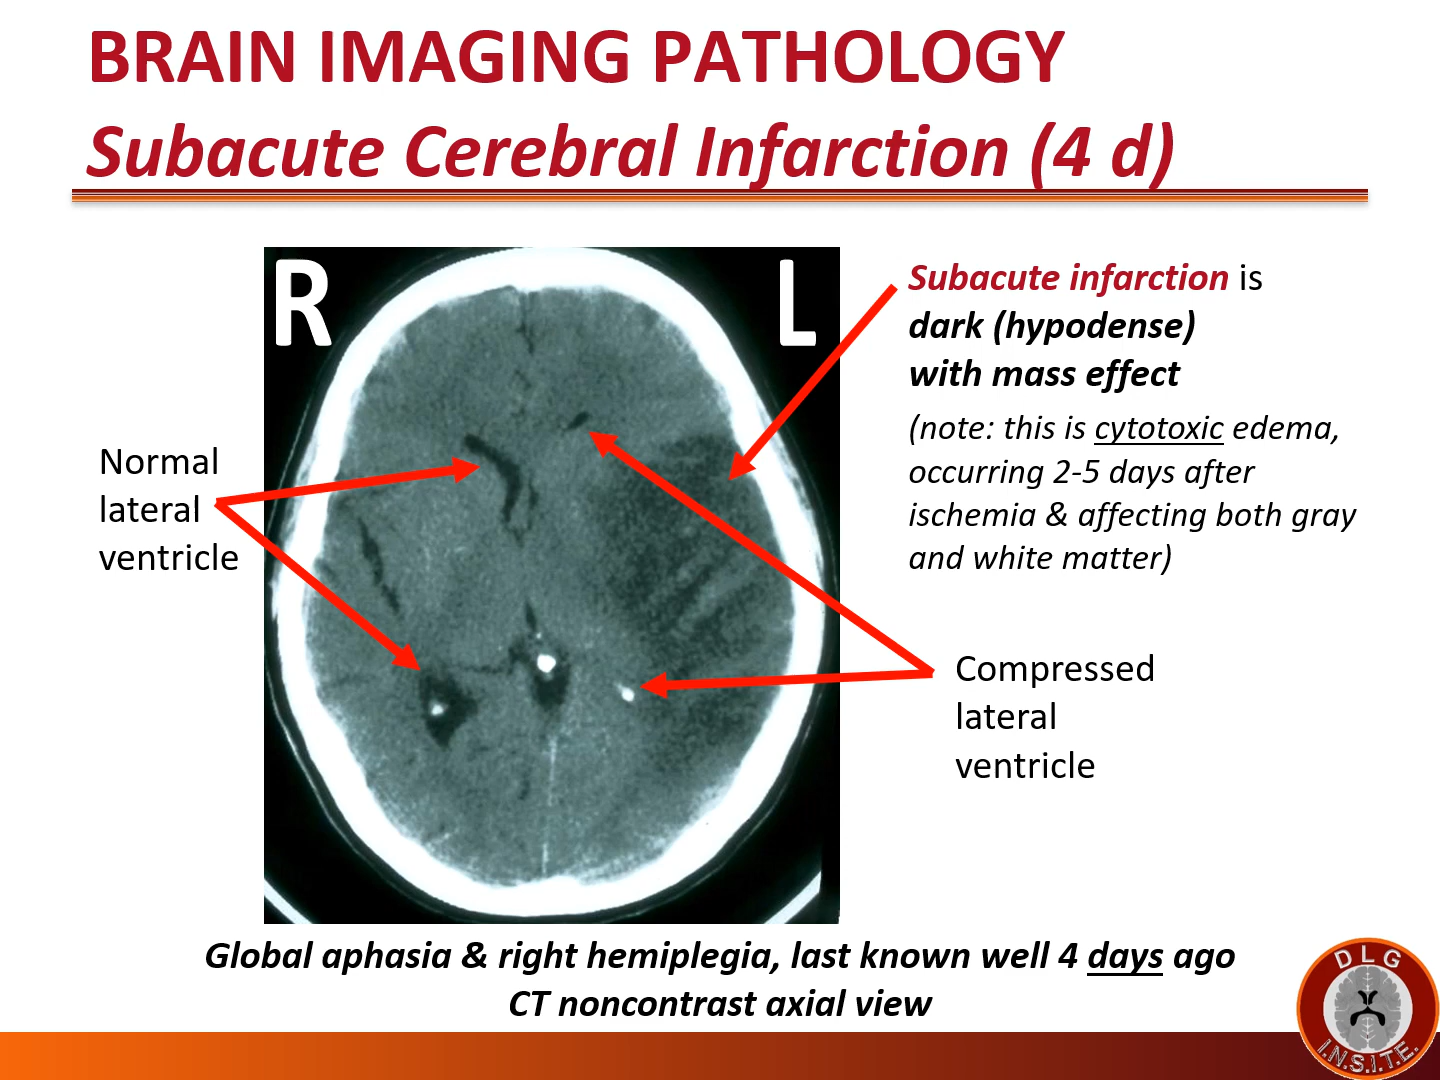 BRAIN IMAGING PATHOLOGY
Subacute Cerebral Infarction (4 d)
R
L
Subacute infarction is
dark (hypodense)
with mass effect
(note: this is cytotoxic edema,
occurring 2-5 days after
ischemia & affecting both gray
and white matter)
Normal
lateral
ventricle
Compressed
lateral
ventricle
Global aphasia & right hemiplegia, last known well 4 days ago
CT noncontrast axial view
DLG
I.N.S.I.T.E.